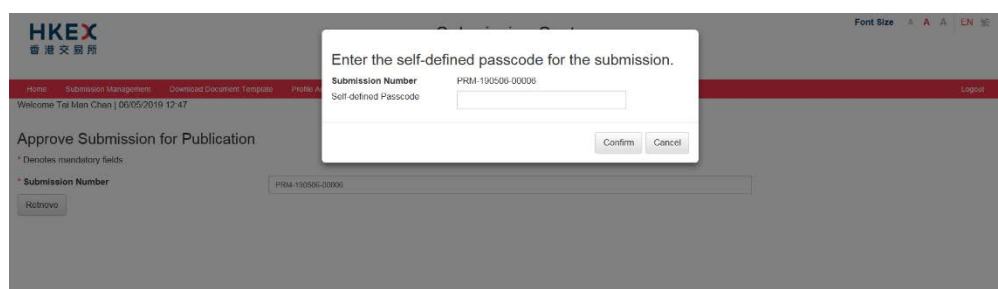 HKEX
香港交易所
Font Size A A A EN 繁
Enter the self-defined passcode for the submission.
Submission Number PRM-190506-00006
Self-defined Passcode
Confirm Cancel
Home Submission Management Download Document Template Profile Logout
Welcome Tai Man Chan | 06/05/2019 12:47
Approve Submission for Publication
* Denotes mandatory fields
* Submission Number PRM-190506-00006
Retrieve